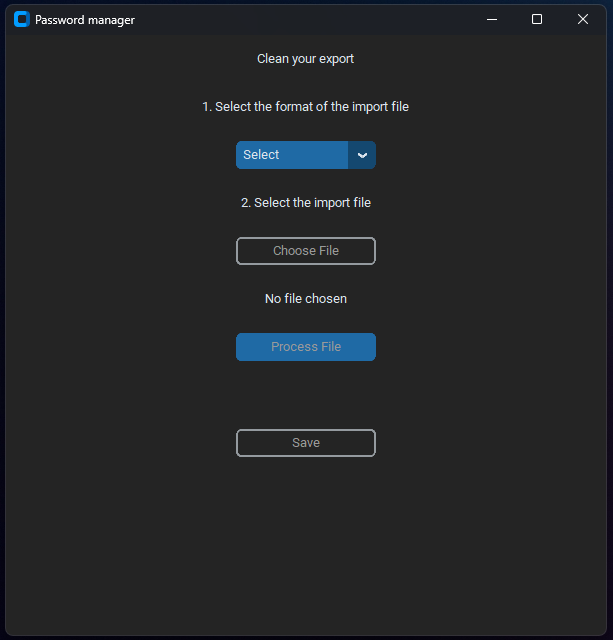 Password manager
Clean your export
1. Select the format of the import file
Select
2. Select the import file
Choose File
No file chosen
Process File
Save